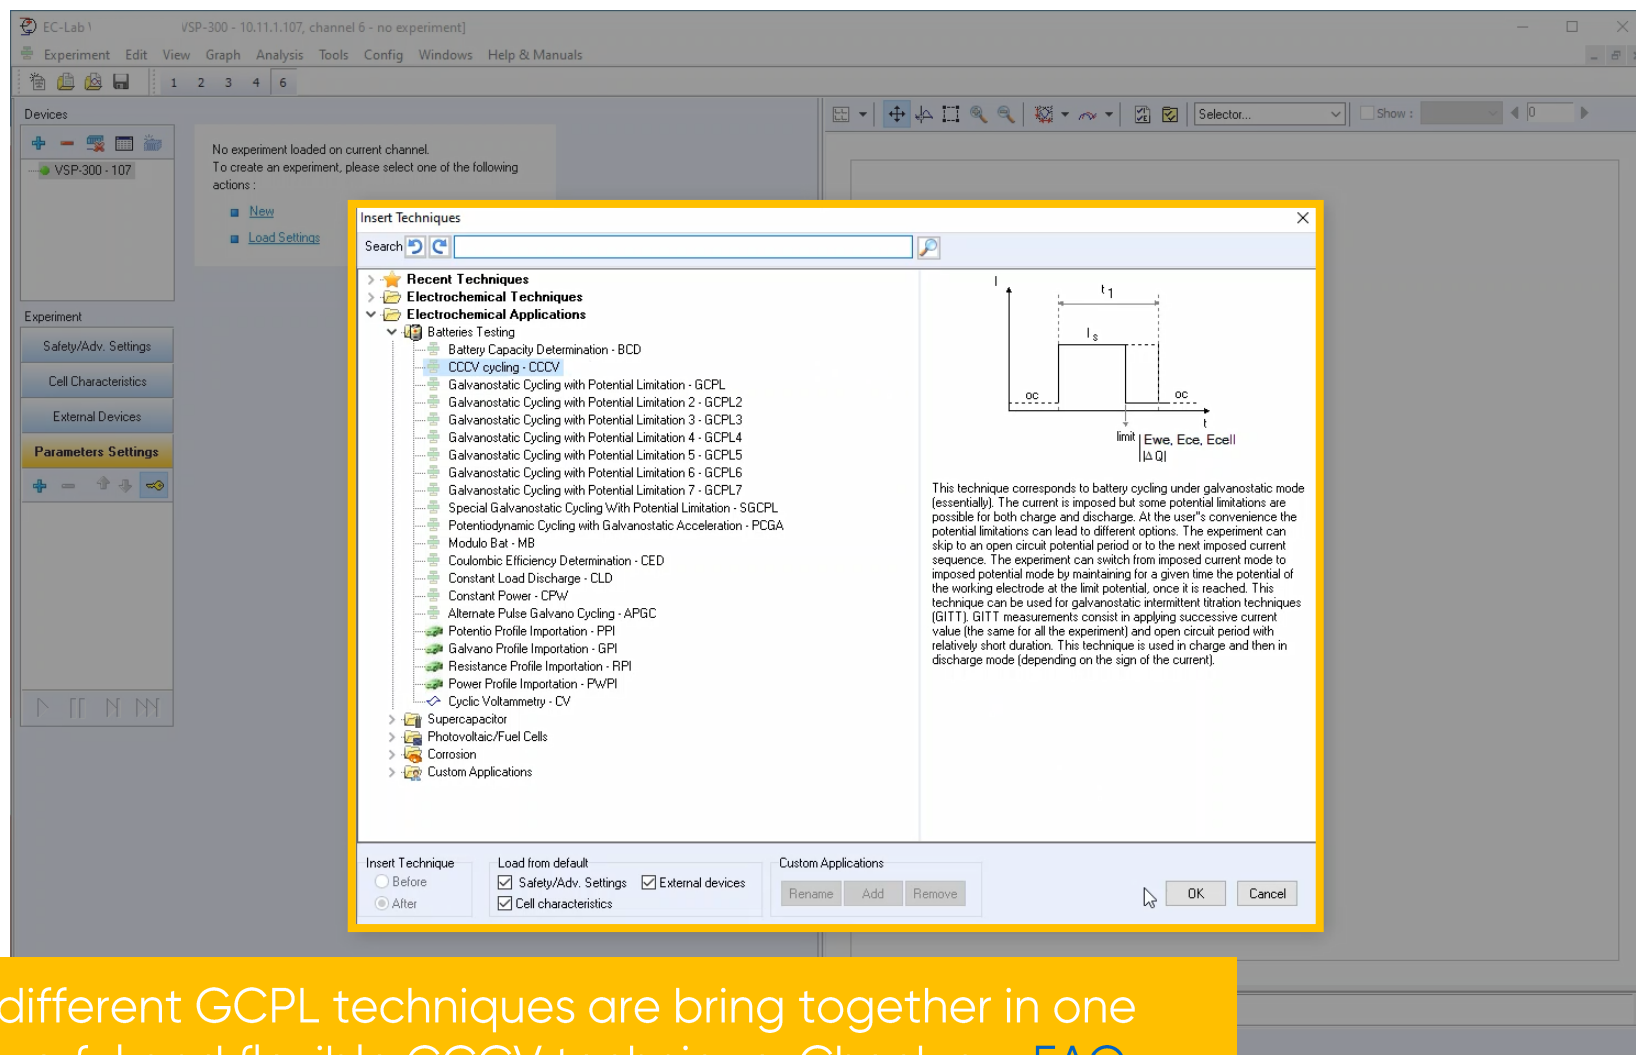 EC-Lab \ VSP-300 - 10.11.1.107, channel 6 - no experiment]
Experiment Edit View Graph Analysis Tools Config Windows Help & Manuals
1 2 3 4 6
Devices
Selector...
Show :
0
VSP-300 - 107
No experiment loaded on current channel.
To create an experiment, please select one of the following
actions :
New
Load Settings
Experiment
Safety/Adv. Settings
Cell Characteristics
External Devices
Parameters Settings
Insert Techniques
Search
Recent Techniques
Electrochemical Techniques
Electrochemical Applications
Batteries Testing
Battery Capacity Determination - BCD
CCCV cycling - CCCV
Galvanostatic Cycling with Potential Limitation - GCPL
Galvanostatic Cycling with Potential Limitation 2 - GCPL2
Galvanostatic Cycling with Potential Limitation 3 - GCPL3
Galvanostatic Cycling with Potential Limitation 4 - GCPL4
Galvanostatic Cycling with Potential Limitation 5 - GCPL5
Galvanostatic Cycling with Potential Limitation 6 - GCPL6
Galvanostatic Cycling with Potential Limitation 7 - GCPL7
Special Galvanostatic Cycling With Potential Limitation - SGCPL
Potentiodynamic Cycling with Galvanostatic Acceleration - PCGA
Modulo Bat - MB
Coulombic Efficiency Determination - CED
Constant Load Discharge - CLD
Constant Power - CPW
Alternate Pulse Galvano Cycling - APGC
Potentio Profile Importation - PPI
Galvano Profile Importation - GPI
Resistance Profile Importation - RPI
Power Profile Importation - PWPI
Cyclic Voltammetry - CV
Supercapacitor
Photovoltaic/Fuel Cells
Corrosion
Custom Applications
I
t1
Is
oc
oc
t
limit | Ewe, Ece, Ecell
|Δ Q|
This technique corresponds to battery cycling under galvanostatic mode
(essentially). The current is imposed but some potential limitations are
possible for both charge and discharge. At the user"s convenience the
potential limitations can lead to different options. The experiment can
skip to an open circuit potential period or to the next imposed current
sequence. The experiment can switch from imposed current mode to
imposed potential mode by maintaining for a given time the potential of
the working electrode at the limit potential, once it is reached. This
technique can be used for galvanostatic intermittent titration techniques
(GITT). GITT measurements consist in applying successive current
value (the same for all the experiment) and open circuit period with
relatively short duration. This technique is used in charge and then in
discharge mode (depending on the sign of the current).
Insert Technique
Before
After
Load from default
Safety/Adv. Settings
External devices
Cell characteristics
Custom Applications
Rename
Add
Remove
OK
Cancel
different GCPL techniques are bring together in one